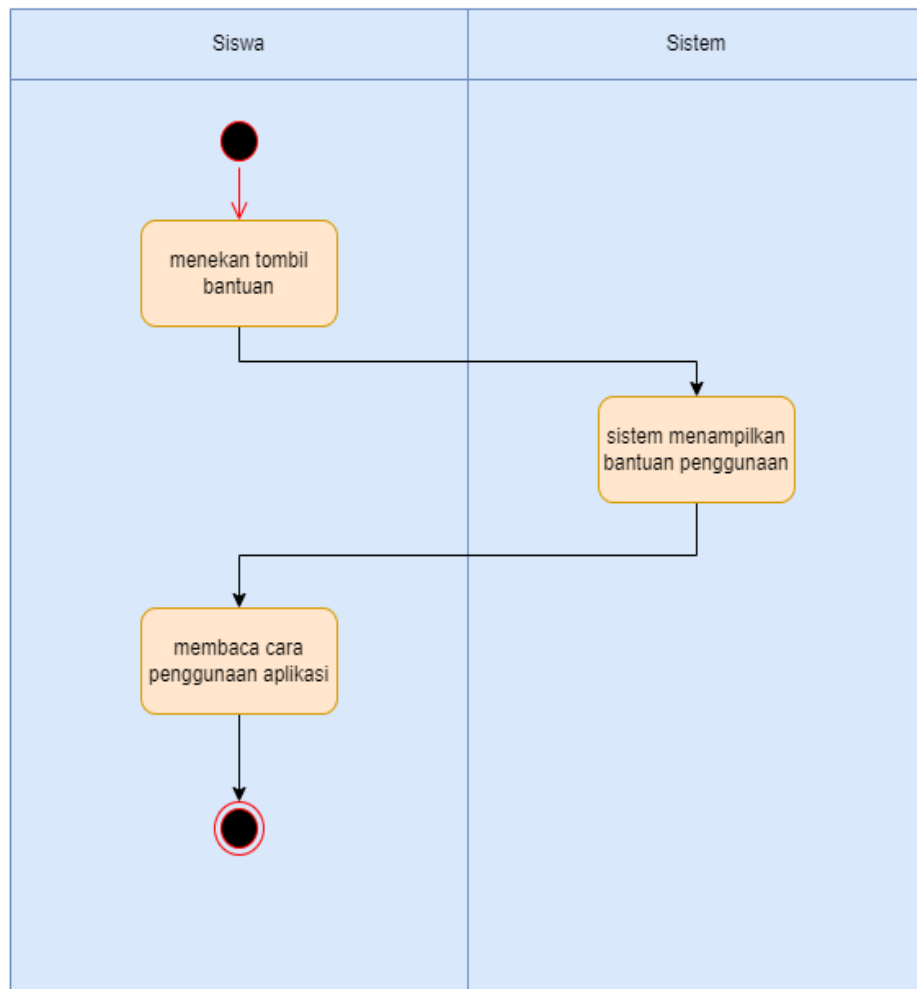 Siswa
Sistem
menekan tombil
bantuan
sistem menampilkan
bantuan penggunaan
membaca cara
penggunaan aplikasi